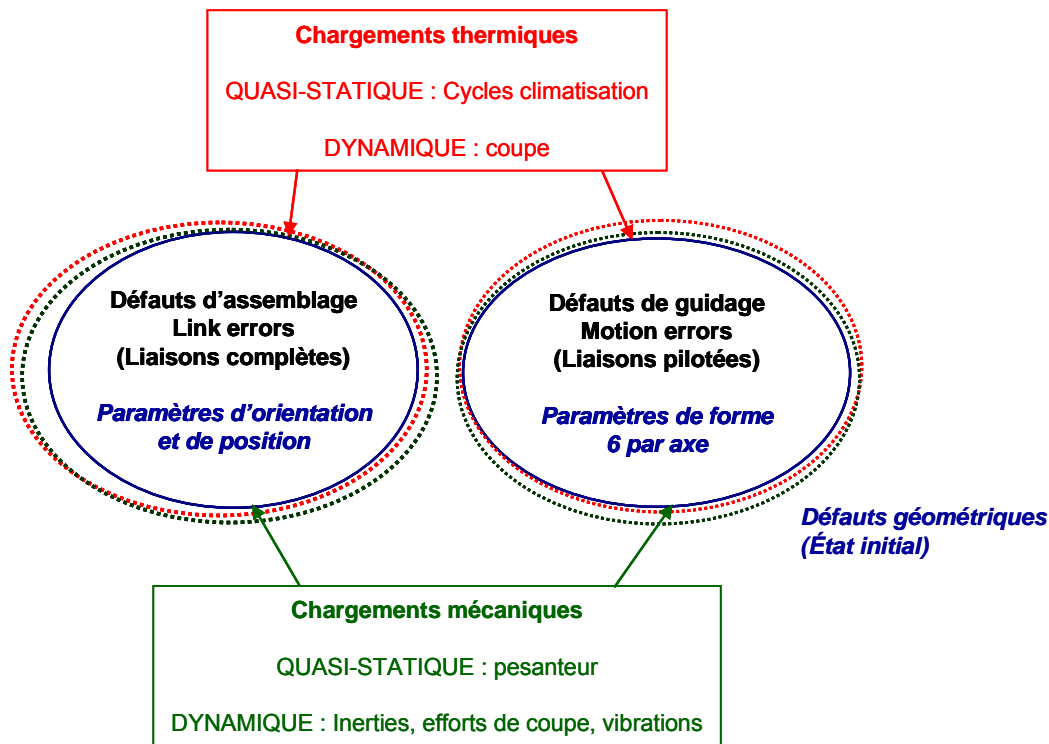 Chargements thermiques
QUASI-STATIQUE : Cycles climatisation
DYNAMIQUE : coupe
Défauts d'assemblage
Link errors
(Liaisons complètes)
Paramètres d'orientation
et de position
Défauts de guidage
Motion errors
(Liaisons pilotées)
Paramètres de forme
6 par axe
Défauts géométriques
(État initial)
Chargements mécaniques
QUASI-STATIQUE : pesanteur
DYNAMIQUE : Inerties, efforts de coupe, vibrations